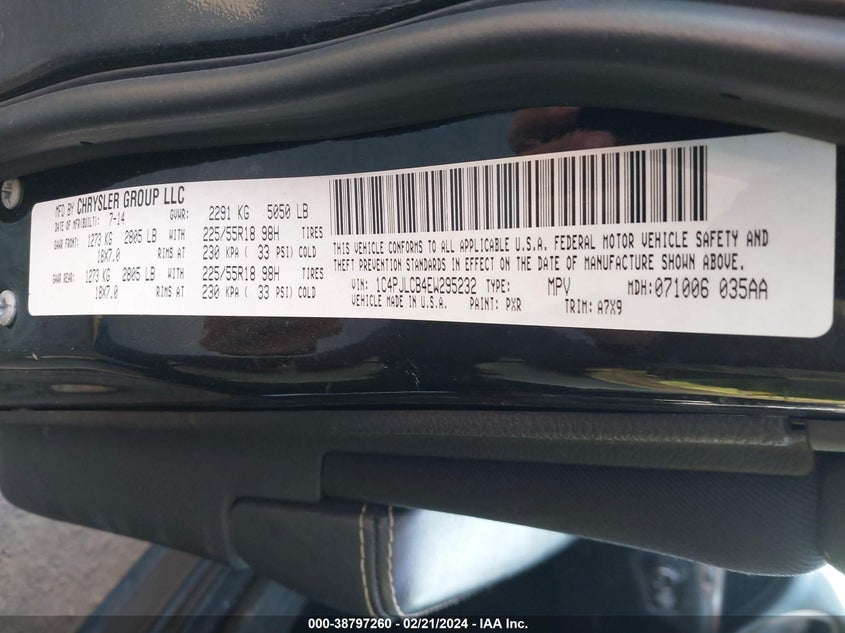 MFD BY CHRYSLER GROUP LLC
DATE OF MFR(BUILT): 7-14 GVWR: 2291 KG 5050 LB
GAWR FRONT: 1273 KG 2805 LB WITH 225/55R18 98H TIRES
18X7.0 RIMS AT 230 KPA ( 33 PSI) COLD
GAWR REAR: 1273 KG 2805 LB WITH 225/55R18 98H TIRES
18X7.0 RIMS AT 230 KPA ( 33 PSI) COLD
THIS VEHICLE CONFORMS TO ALL APPLICABLE U.S.A. FEDERAL MOTOR VEHICLE SAFETY AND
THEFT PREVENTION STANDARDS IN EFFECT ON THE DATE OF MANUFACTURE SHOWN ABOVE.
VIN: 1C4PJLCB4EW295232 TYPE: MPV MDH: 071006 035AA
VEHICLE MADE IN U.S.A. PAINT: PXR TRIM: A7X9
000-38797260 - 02/21/2024 - IAA Inc.